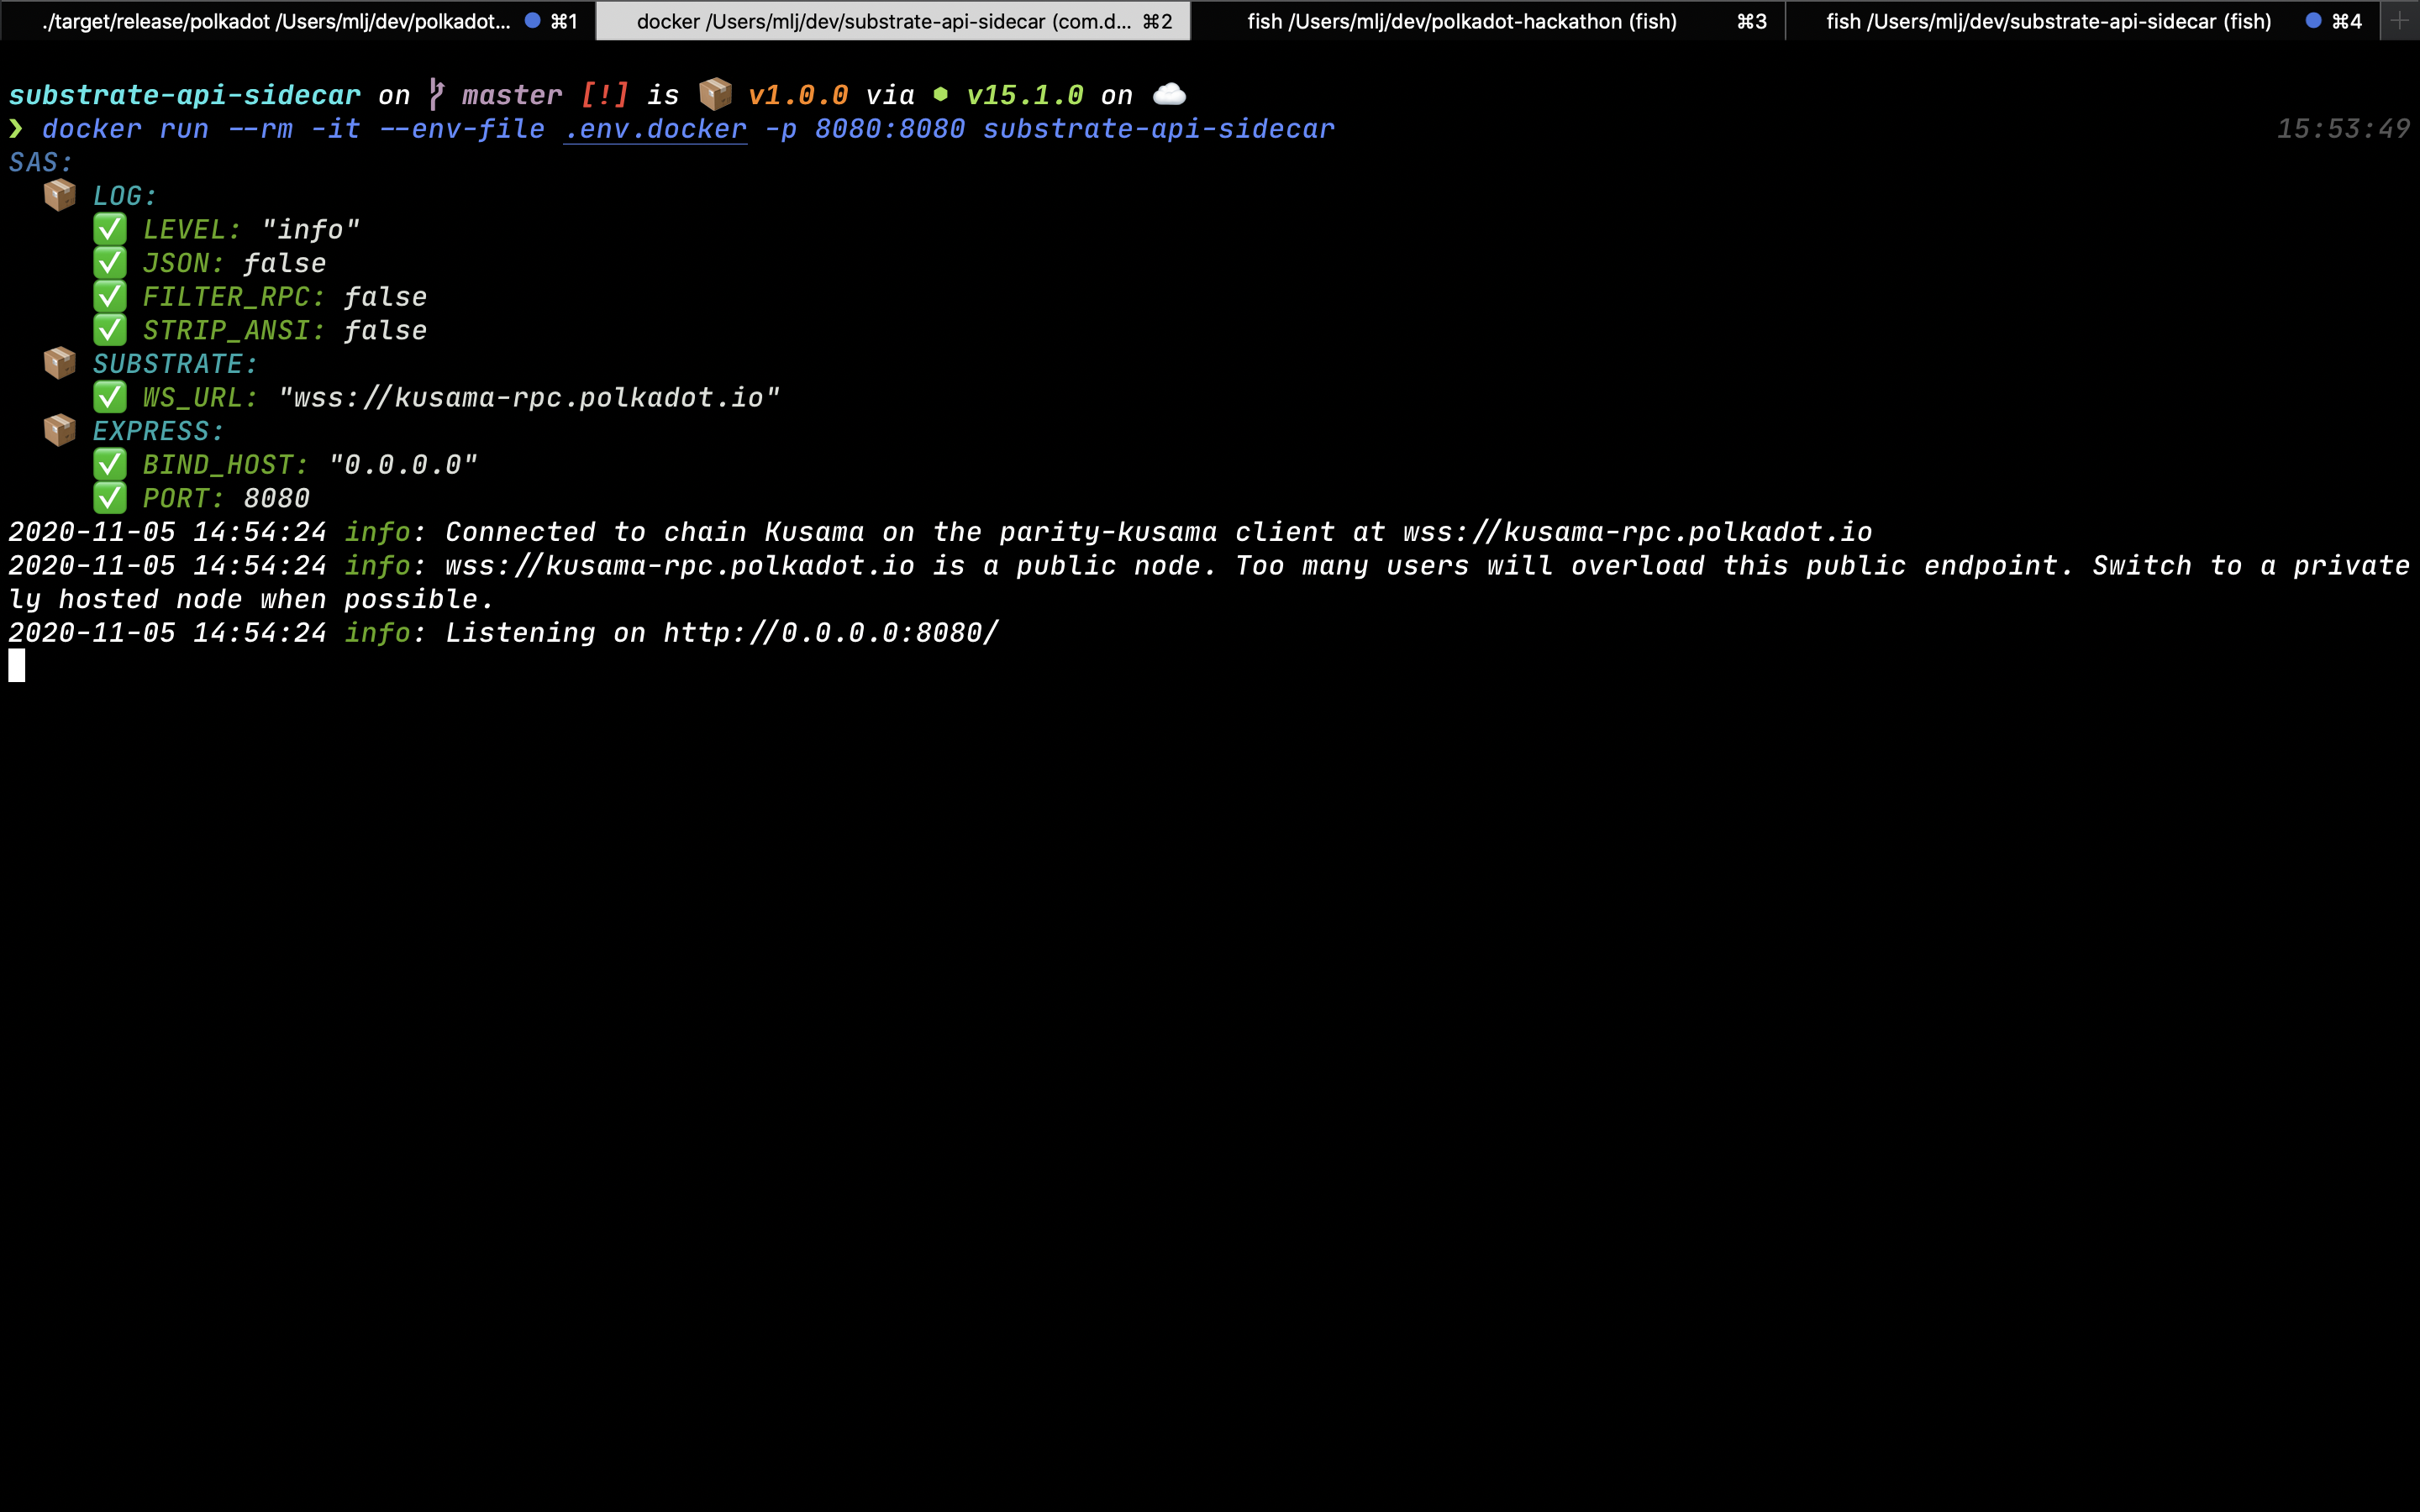 ./target/release/polkadot /Users/mlj/dev/polkadot... ⌘1
docker /Users/mlj/dev/substrate-api-sidecar (com.d... ⌘2
fish /Users/mlj/dev/polkadot-hackathon (fish) ⌘3
fish /Users/mlj/dev/substrate-api-sidecar (fish) ⌘4
substrate-api-sidecar on master [!] is 📦 v1.0.0 via ⬢ v15.1.0 on ☁️
❯ docker run --rm -it --env-file .env.docker -p 8080:8080 substrate-api-sidecar 15:53:49
SAS:
📦 LOG:
✅ LEVEL: "info"
✅ JSON: false
✅ FILTER_RPC: false
✅ STRIP_ANSI: false
📦 SUBSTRATE:
✅ WS_URL: "wss://kusama-rpc.polkadot.io"
📦 EXPRESS:
✅ BIND_HOST: "0.0.0.0"
✅ PORT: 8080
2020-11-05 14:54:24 info: Connected to chain Kusama on the parity-kusama client at wss://kusama-rpc.polkadot.io
2020-11-05 14:54:24 info: wss://kusama-rpc.polkadot.io is a public node. Too many users will overload this public endpoint. Switch to a private
ly hosted node when possible.
2020-11-05 14:54:24 info: Listening on http://0.0.0.0:8080/